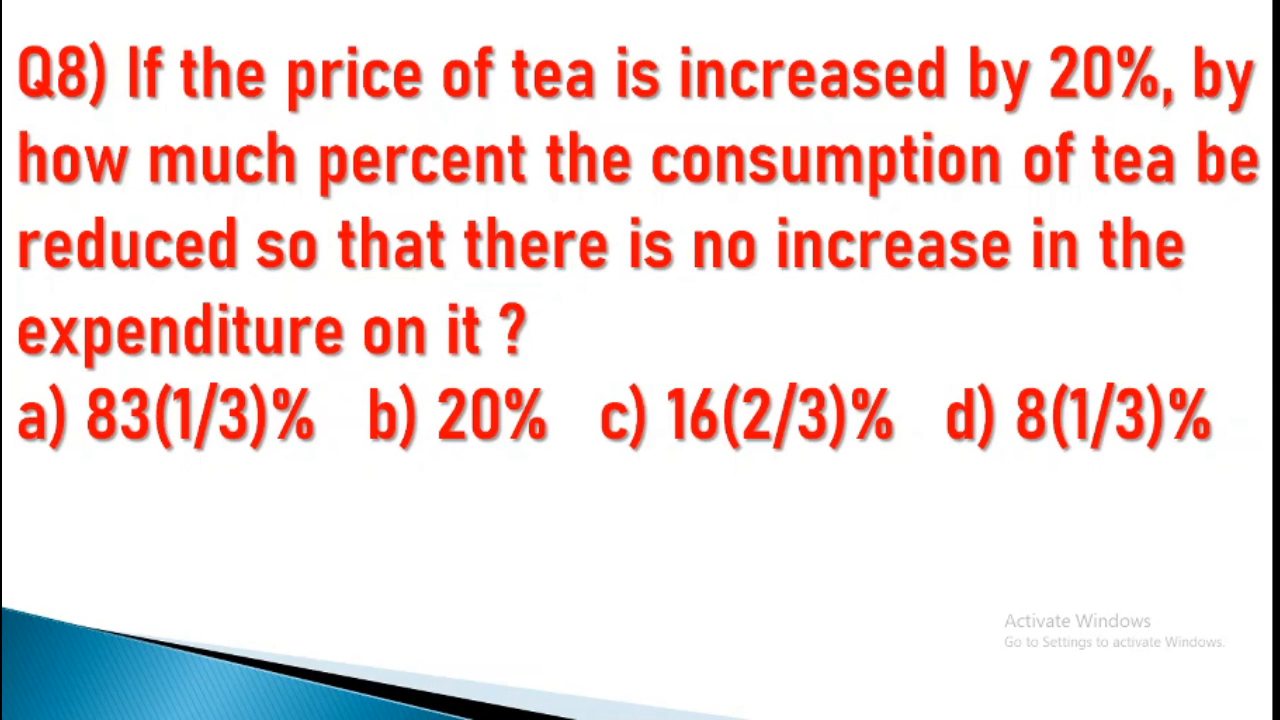 Q8) If the price of tea is increased by 20%, by
how much percent the consumption of tea be
reduced so that there is no increase in the
expenditure on it ?
a) 83(1/3)% b) 20% c) 16(2/3)% d) 8(1/3)%
Activate Windows
Go to Settings to activate Windows.